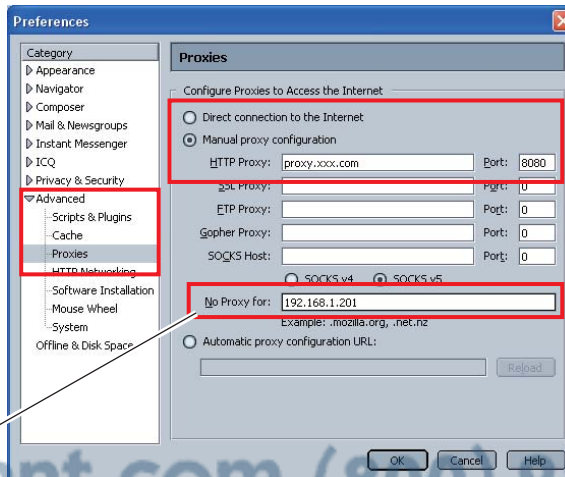 Preferences
Category
Appearance
Navigator
Composer
Mail & Newsgroups
Instant Messenger
ICQ
Privacy & Security
Advanced
Scripts & Plugins
Cache
Proxies
HTTP Networking
Software Installation
Mouse Wheel
System
Offline & Disk Space
Proxies
Configure Proxies to Access the Internet
Direct connection to the Internet
Manual proxy configuration
HTTP Proxy: proxy.xxx.com Port: 8080
SSL Proxy: Port: 0
FTP Proxy: Port: 0
Gopher Proxy: Port: 0
SOCKS Host: Port: 0
SOCKS v4 SOCKS v5
No Proxy for: 192.168.1.201
Example: .mozilla.org, .net.nz
Automatic proxy configuration URL:
Reload
OK Cancel Help